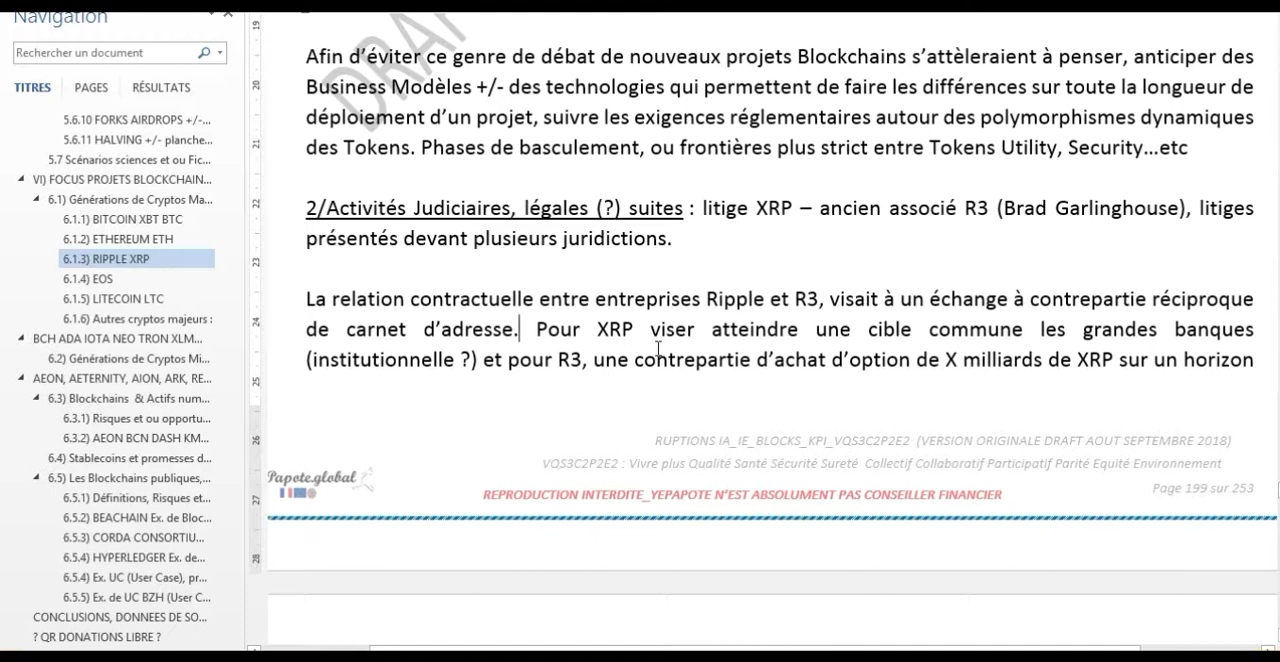 Navigation
Rechercher un document
TITRES PAGES RÉSULTATS
5.6.10 FORKS AIRDROPS +/-...
5.6.11 HALVING +/- planche...
5.7 Scénarios sciences et ou Fic...
VI) FOCUS PROJETS BLOCKCHAIN...
6.1) Générations de Cryptos Ma...
6.1.1) BITCOIN XBT BTC
6.1.2) ETHEREUM ETH
6.1.3) RIPPLE XRP
6.1.4) EOS
6.1.5) LITECOIN LTC
6.1.6) Autres cryptos majeurs :
BCH ADA IOTA NEO TRON XLM...
6.2) Générations de Cryptos Mi...
AEON, AETERNITY, AION, ARK, RE...
6.3) Blockchains & Actifs num...
6.3.1) Risques et ou opportu...
6.3.2) AEON BCN DASH KM...
6.4) Stablecoins et promesses d...
6.5) Les Blockchains publiques,...
6.5.1) Définitions, Risques et...
6.5.2) BEACHAIN Ex. de Bloc...
6.5.3) CORDA CONSORTIU...
6.5.4) HYPERLEDGER Ex. de...
6.5.4) Ex. UC (User Case), pr...
6.5.5) Ex. de UC BZH (User C...
CONCLUSIONS, DONNEES DE SO...
? QR DONATIONS LIBRE ?
19
20
21
22
23
24
25
26
27
28
DRAF
Afin d’éviter ce genre de débat de nouveaux projets Blockchains s’attèleraient à penser, anticiper des
Business Modèles +/- des technologies qui permettent de faire les différences sur toute la longueur de
déploiement d’un projet, suivre les exigences réglementaires autour des polymorphismes dynamiques
des Tokens. Phases de basculement, ou frontières plus strict entre Tokens Utility, Security...etc
2/Activités Judiciaires, légales (?) suites : litige XRP – ancien associé R3 (Brad Garlinghouse), litiges
présentés devant plusieurs juridictions.
La relation contractuelle entre entreprises Ripple et R3, visait à un échange à contrepartie réciproque
de carnet d’adresse. Pour XRP viser atteindre une cible commune les grandes banques
(institutionnelle ?) et pour R3, une contrepartie d’achat d’option de X milliards de XRP sur un horizon
RUPTIONS IA_IE_BLOCKS_KPI_VQS3C2P2E2 (VERSION ORIGINALE DRAFT AOUT SEPTEMBRE 2018)
VQS3C2P2E2 : Vivre plus Qualité Santé Sécurité Sureté Collectif Collaboratif Participatif Parité Equité Environnement
Papote.global
Page 199 sur 253
REPRODUCTION INTERDITE_YEPAPOTE N’EST ABSOLUMENT PAS CONSEILLER FINANCIER